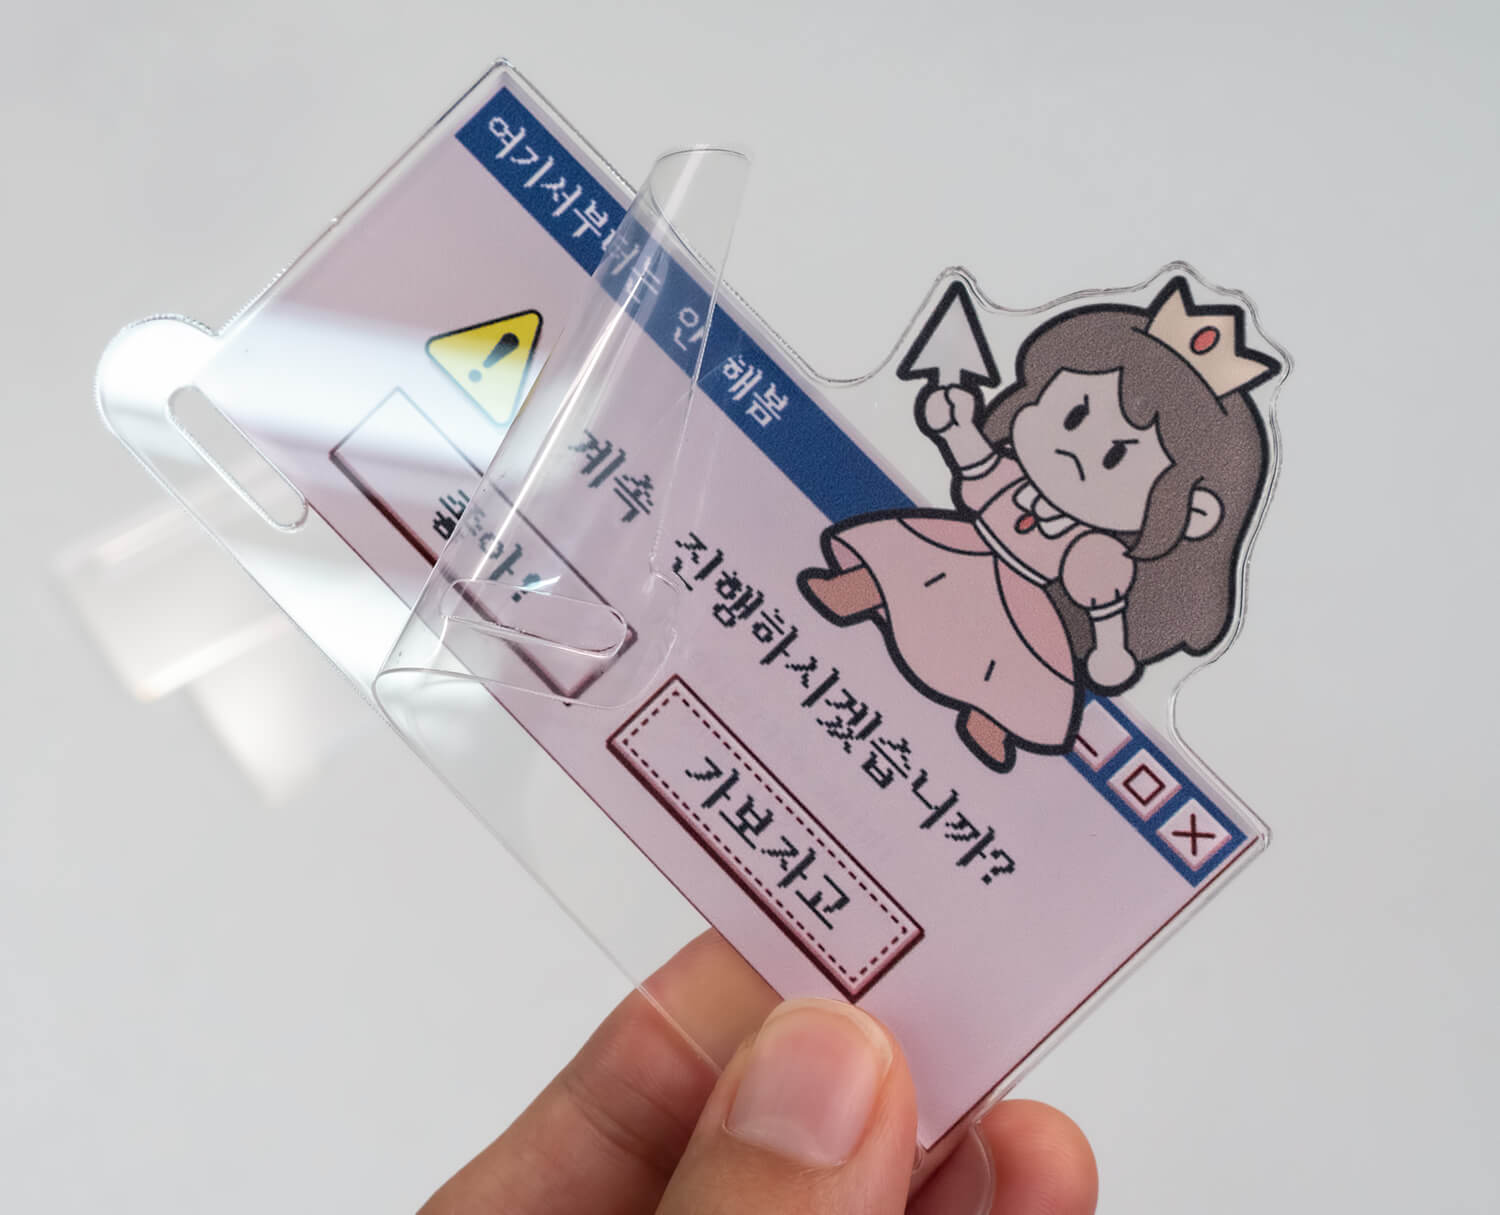 여기서부터는 안 해봄
계속 진행하시겠습니까?
가보자고